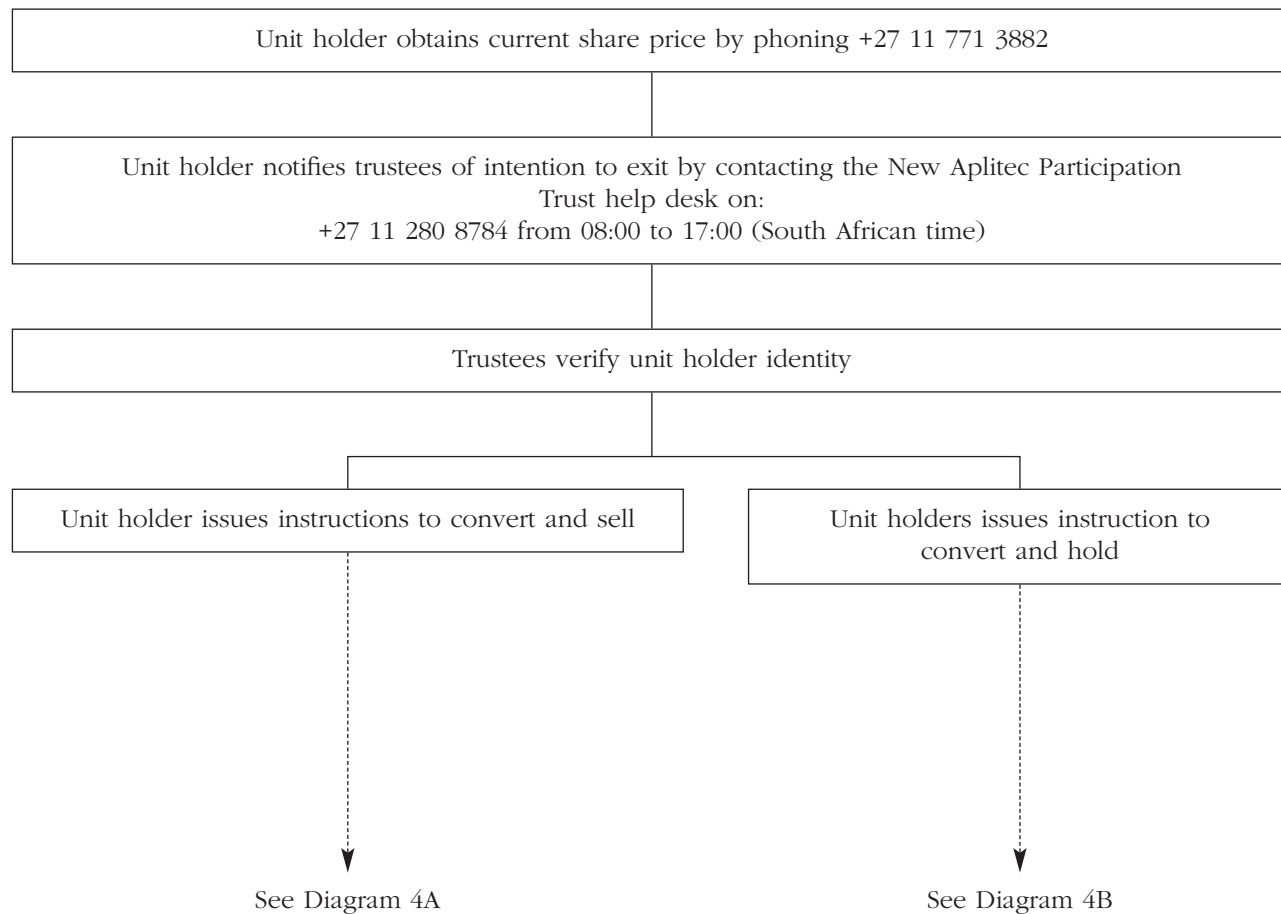 Unit holder obtains current share price by phoning +27 11 771 3882
Unit holder notifies trustees of intention to exit by contacting the New Aplitec Participation
Trust help desk on:
+27 11 280 8784 from 08:00 to 17:00 (South African time)
Trustees verify unit holder identity
Unit holder issues instructions to convert and sell
Unit holders issues instruction to
convert and hold
See Diagram 4A
See Diagram 4B